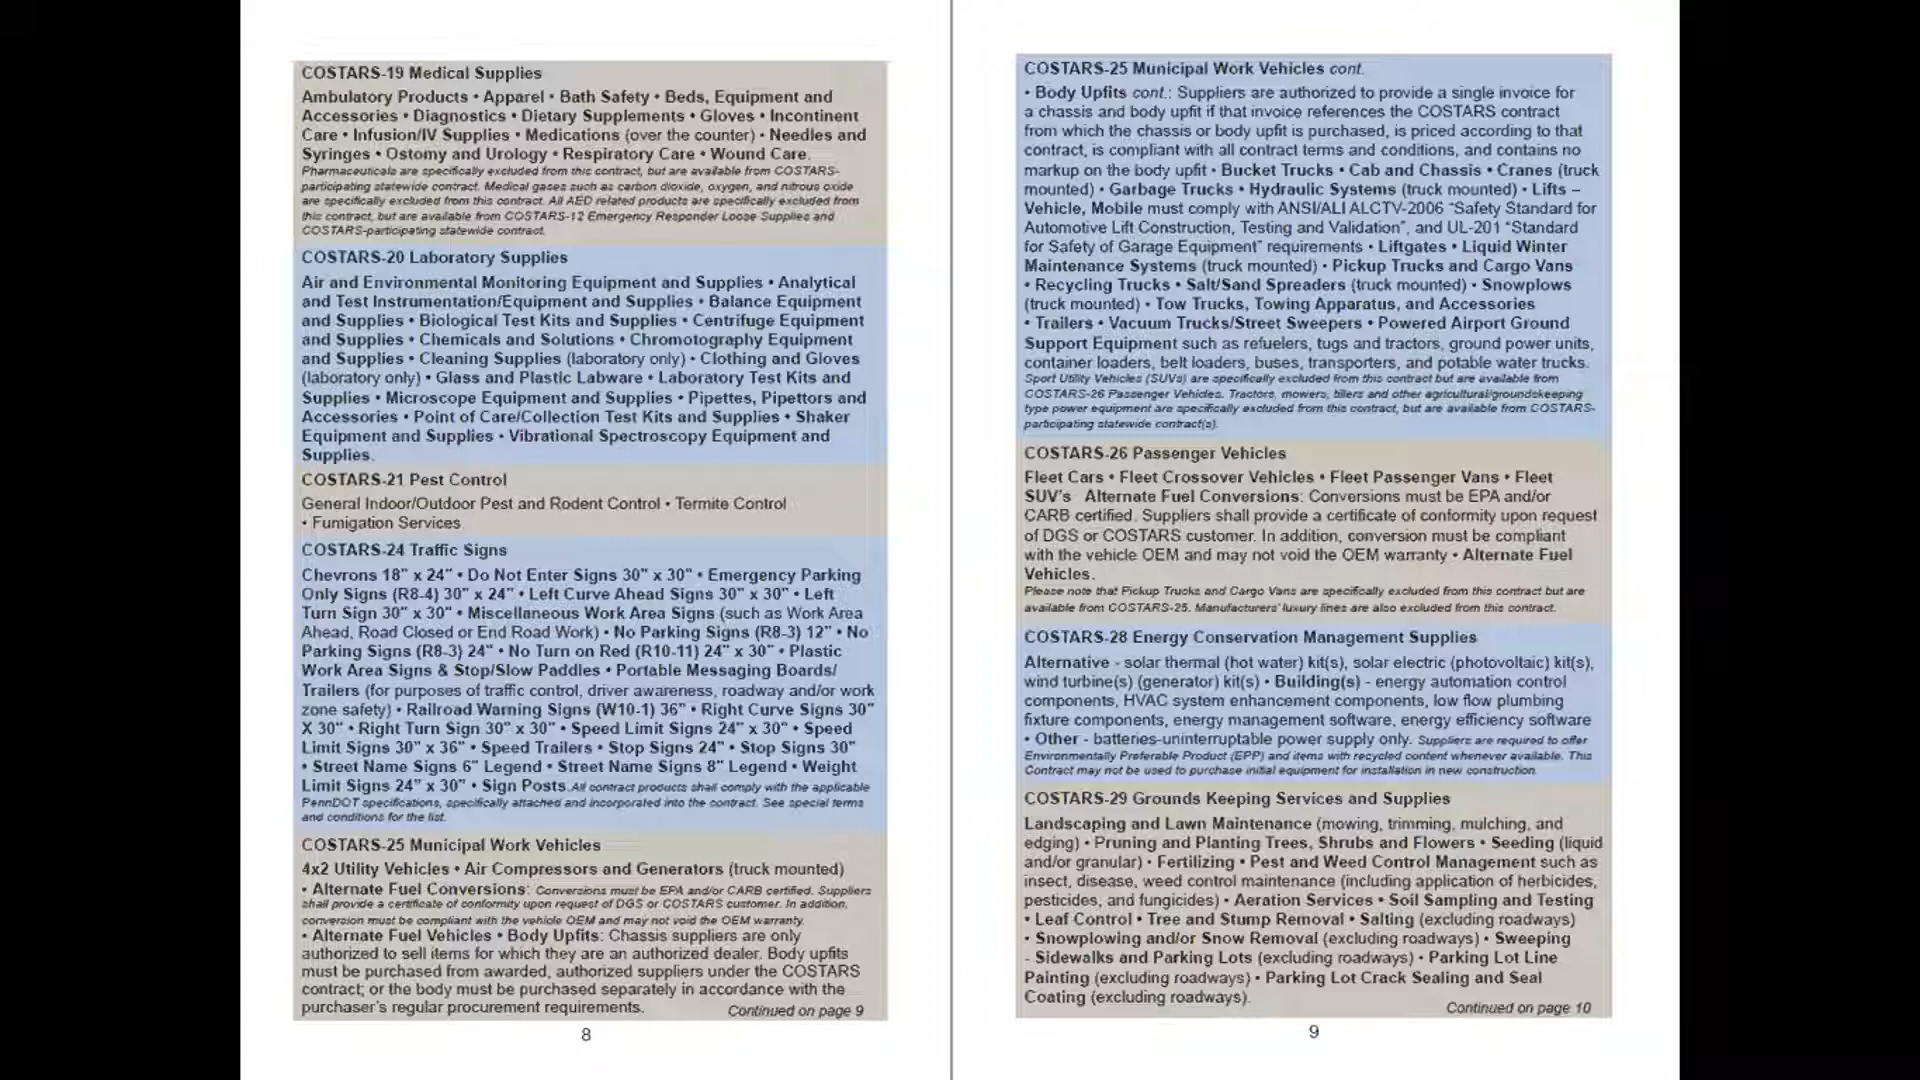 COSTARS-19 Medical Supplies
Ambulatory Products • Apparel • Bath Safety • Beds, Equipment and
Accessories • Diagnostics • Dietary Supplements • Gloves • Incontinent
Care • Infusion/IV Supplies • Medications (over the counter) • Needles and
Syringes • Ostomy and Urology • Respiratory Care • Wound Care.
Pharmaceuticals are specifically excluded from this contract, but are available from COSTARS-
participating statewide contract. Medical gases such as carbon dioxide, oxygen, and nitrous oxide
are specifically excluded from this contract. All AED related products are specifically excluded from
this contract, but are available from COSTARS-12 Emergency Responder Loose Supplies and
COSTARS-participating statewide contract.
COSTARS-20 Laboratory Supplies
Air and Environmental Monitoring Equipment and Supplies • Analytical
and Test Instrumentation/Equipment and Supplies • Balance Equipment
and Supplies • Biological Test Kits and Supplies • Centrifuge Equipment
and Supplies • Chemicals and Solutions • Chromotography Equipment
and Supplies • Cleaning Supplies (laboratory only) • Clothing and Gloves
(laboratory only) • Glass and Plastic Labware • Laboratory Test Kits and
Supplies • Microscope Equipment and Supplies • Pipettes, Pipettors and
Accessories • Point of Care/Collection Test Kits and Supplies • Shaker
Equipment and Supplies • Vibrational Spectroscopy Equipment and
Supplies.
COSTARS-21 Pest Control
General Indoor/Outdoor Pest and Rodent Control • Termite Control
• Fumigation Services
COSTARS-24 Traffic Signs
Chevrons 18" x 24" • Do Not Enter Signs 30" x 30" • Emergency Parking
Only Signs (R8-4) 30" x 24" • Left Curve Ahead Signs 30" x 30" • Left
Turn Sign 30" x 30" • Miscellaneous Work Area Signs (such as Work Area
Ahead, Road Closed or End Road Work) • No Parking Signs (R8-3) 12" • No
Parking Signs (R8-3) 24" • No Turn on Red (R10-11) 24" x 30" • Plastic
Work Area Signs & Stop/Slow Paddles • Portable Messaging Boards/
Trailers (for purposes of traffic control, driver awareness, roadway and/or work
zone safety) • Railroad Warning Signs (W10-1) 36" • Right Curve Signs 30"
X 30" • Right Turn Sign 30" x 30" • Speed Limit Signs 24" x 30" • Speed
Limit Signs 30" x 36" • Speed Trailers • Stop Signs 24" • Stop Signs 30"
• Street Name Signs 6" Legend • Street Name Signs 8" Legend • Weight
Limit Signs 24" x 30" • Sign Posts. All contract products shall comply with the applicable
PennDOT specifications, specifically attached and incorporated into the contract. See special terms
and conditions for the list.
COSTARS-25 Municipal Work Vehicles
4x2 Utility Vehicles • Air Compressors and Generators (truck mounted)
• Alternate Fuel Conversions: Conversions must be EPA and/or CARB certified. Suppliers
shall provide a certificate of conformity upon request of DGS or COSTARS customer. In addition,
conversion must be compliant with the vehicle OEM and may not void the OEM warranty.
• Alternate Fuel Vehicles • Body Upfits: Chassis suppliers are only
authorized to sell items for which they are an authorized dealer. Body upfits
must be purchased from awarded, authorized suppliers under the COSTARS
contract; or the body must be purchased separately in accordance with the
purchaser's regular procurement requirements.
Continued on page 9
8
COSTARS-25 Municipal Work Vehicles cont.
• Body Upfits cont.: Suppliers are authorized to provide a single invoice for
a chassis and body upfit if that invoice references the COSTARS contract
from which the chassis or body upfit is purchased, is priced according to that
contract, is compliant with all contract terms and conditions, and contains no
markup on the body upfit • Bucket Trucks • Cab and Chassis • Cranes (truck
mounted) • Garbage Trucks • Hydraulic Systems (truck mounted) • Lifts –
Vehicle, Mobile must comply with ANSI/ALI ALCTV-2006 "Safety Standard for
Automotive Lift Construction, Testing and Validation", and UL-201 "Standard
for Safety of Garage Equipment" requirements • Liftgates • Liquid Winter
Maintenance Systems (truck mounted) • Pickup Trucks and Cargo Vans
• Recycling Trucks • Salt/Sand Spreaders (truck mounted) • Snowplows
(truck mounted) • Tow Trucks, Towing Apparatus, and Accessories
• Trailers • Vacuum Trucks/Street Sweepers • Powered Airport Ground
Support Equipment such as refuelers, tugs and tractors, ground power units,
container loaders, belt loaders, buses, transporters, and potable water trucks.
Sport Utility Vehicles (SUVs) are specifically excluded from this contract but are available from
COSTARS-26 Passenger Vehicles. Tractors, mowers, tillers and other agricultural/groundskeeping
type power equipment are specifically excluded from this contract, but are available from COSTARS-
participating statewide contract(s).
COSTARS-26 Passenger Vehicles
Fleet Cars • Fleet Crossover Vehicles • Fleet Passenger Vans • Fleet
SUV's Alternate Fuel Conversions: Conversions must be EPA and/or
CARB certified. Suppliers shall provide a certificate of conformity upon request
of DGS or COSTARS customer. In addition, conversion must be compliant
with the vehicle OEM and may not void the OEM warranty • Alternate Fuel
Vehicles.
Please note that Pickup Trucks and Cargo Vans are specifically excluded from this contract but are
available from COSTARS-25. Manufacturers' luxury lines are also excluded from this contract.
COSTARS-28 Energy Conservation Management Supplies
Alternative - solar thermal (hot water) kit(s), solar electric (photovoltaic) kit(s),
wind turbine(s) (generator) kit(s) • Building(s) - energy automation control
components, HVAC system enhancement components, low flow plumbing
fixture components, energy management software, energy efficiency software
• Other - batteries-uninterruptable power supply only. Suppliers are required to offer
Environmentally Preferable Product (EPP) and items with recycled content whenever available. This
Contract may not be used to purchase initial equipment for installation in new construction.
COSTARS-29 Grounds Keeping Services and Supplies
Landscaping and Lawn Maintenance (mowing, trimming, mulching, and
edging) • Pruning and Planting Trees, Shrubs and Flowers • Seeding (liquid
and/or granular) • Fertilizing • Pest and Weed Control Management such as
insect, disease, weed control maintenance (including application of herbicides,
pesticides, and fungicides) • Aeration Services • Soil Sampling and Testing
• Leaf Control • Tree and Stump Removal • Salting (excluding roadways)
• Snowplowing and/or Snow Removal (excluding roadways) • Sweeping
- Sidewalks and Parking Lots (excluding roadways) • Parking Lot Line
Painting (excluding roadways) • Parking Lot Crack Sealing and Seal
Coating (excluding roadways).
Continued on page 10
9